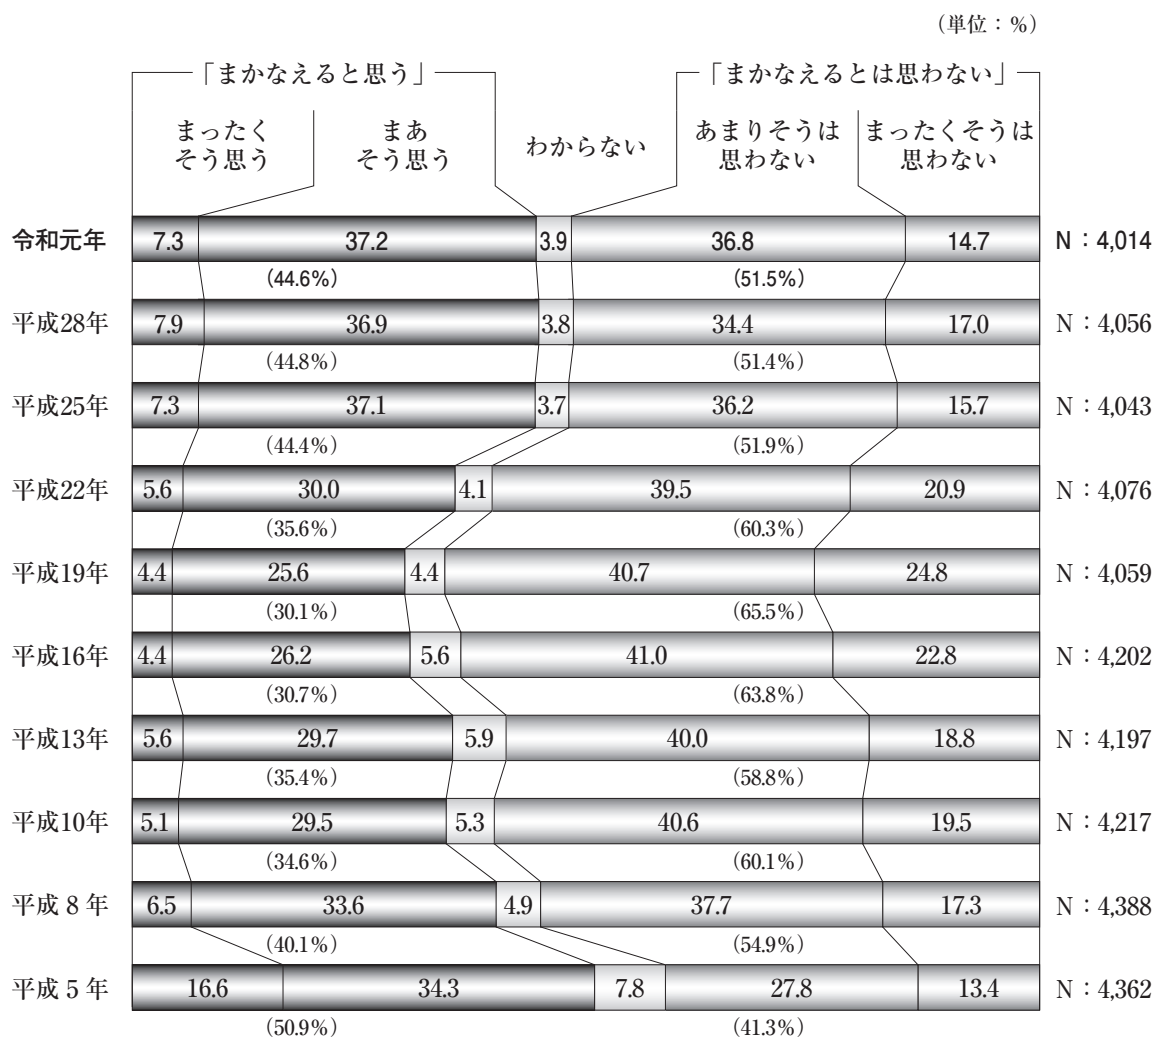 (単位：%)
「まかなえると思う」 「まかなえるとは思わない」
まったく
そう思う
まあ
そう思う
わからない
あまりそうは
思わない
まったくそうは
思わない
令和元年 7.3 37.2 3.9 36.8 14.7 N：4,014
(44.6%) (51.5%)
平成28年 7.9 36.9 3.8 34.4 17.0 N：4,056
(44.8%) (51.4%)
平成25年 7.3 37.1 3.7 36.2 15.7 N：4,043
(44.4%) (51.9%)
平成22年 5.6 30.0 4.1 39.5 20.9 N：4,076
(35.6%) (60.3%)
平成19年 4.4 25.6 4.4 40.7 24.8 N：4,059
(30.1%) (65.5%)
平成16年 4.4 26.2 5.6 41.0 22.8 N：4,202
(30.7%) (63.8%)
平成13年 5.6 29.7 5.9 40.0 18.8 N：4,197
(35.4%) (58.8%)
平成10年 5.1 29.5 5.3 40.6 19.5 N：4,217
(34.6%) (60.1%)
平成 8 年 6.5 33.6 4.9 37.7 17.3 N：4,388
(40.1%) (54.9%)
平成 5 年 16.6 34.3 7.8 27.8 13.4 N：4,362
(50.9%) (41.3%)